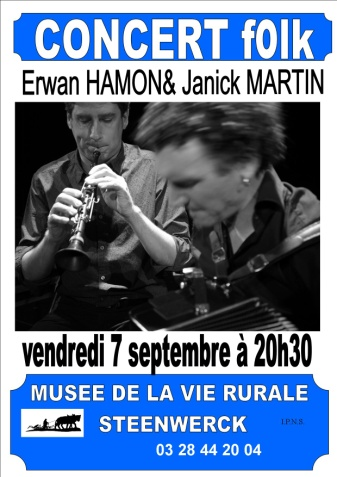 CONCERT folk
Erwan HAMON& Janick MARTIN
vendredi 7 septembre à 20h30
MUSEE DE LA VIE RURALE
STEENWERCK
I.P.N.S.
03 28 44 20 04